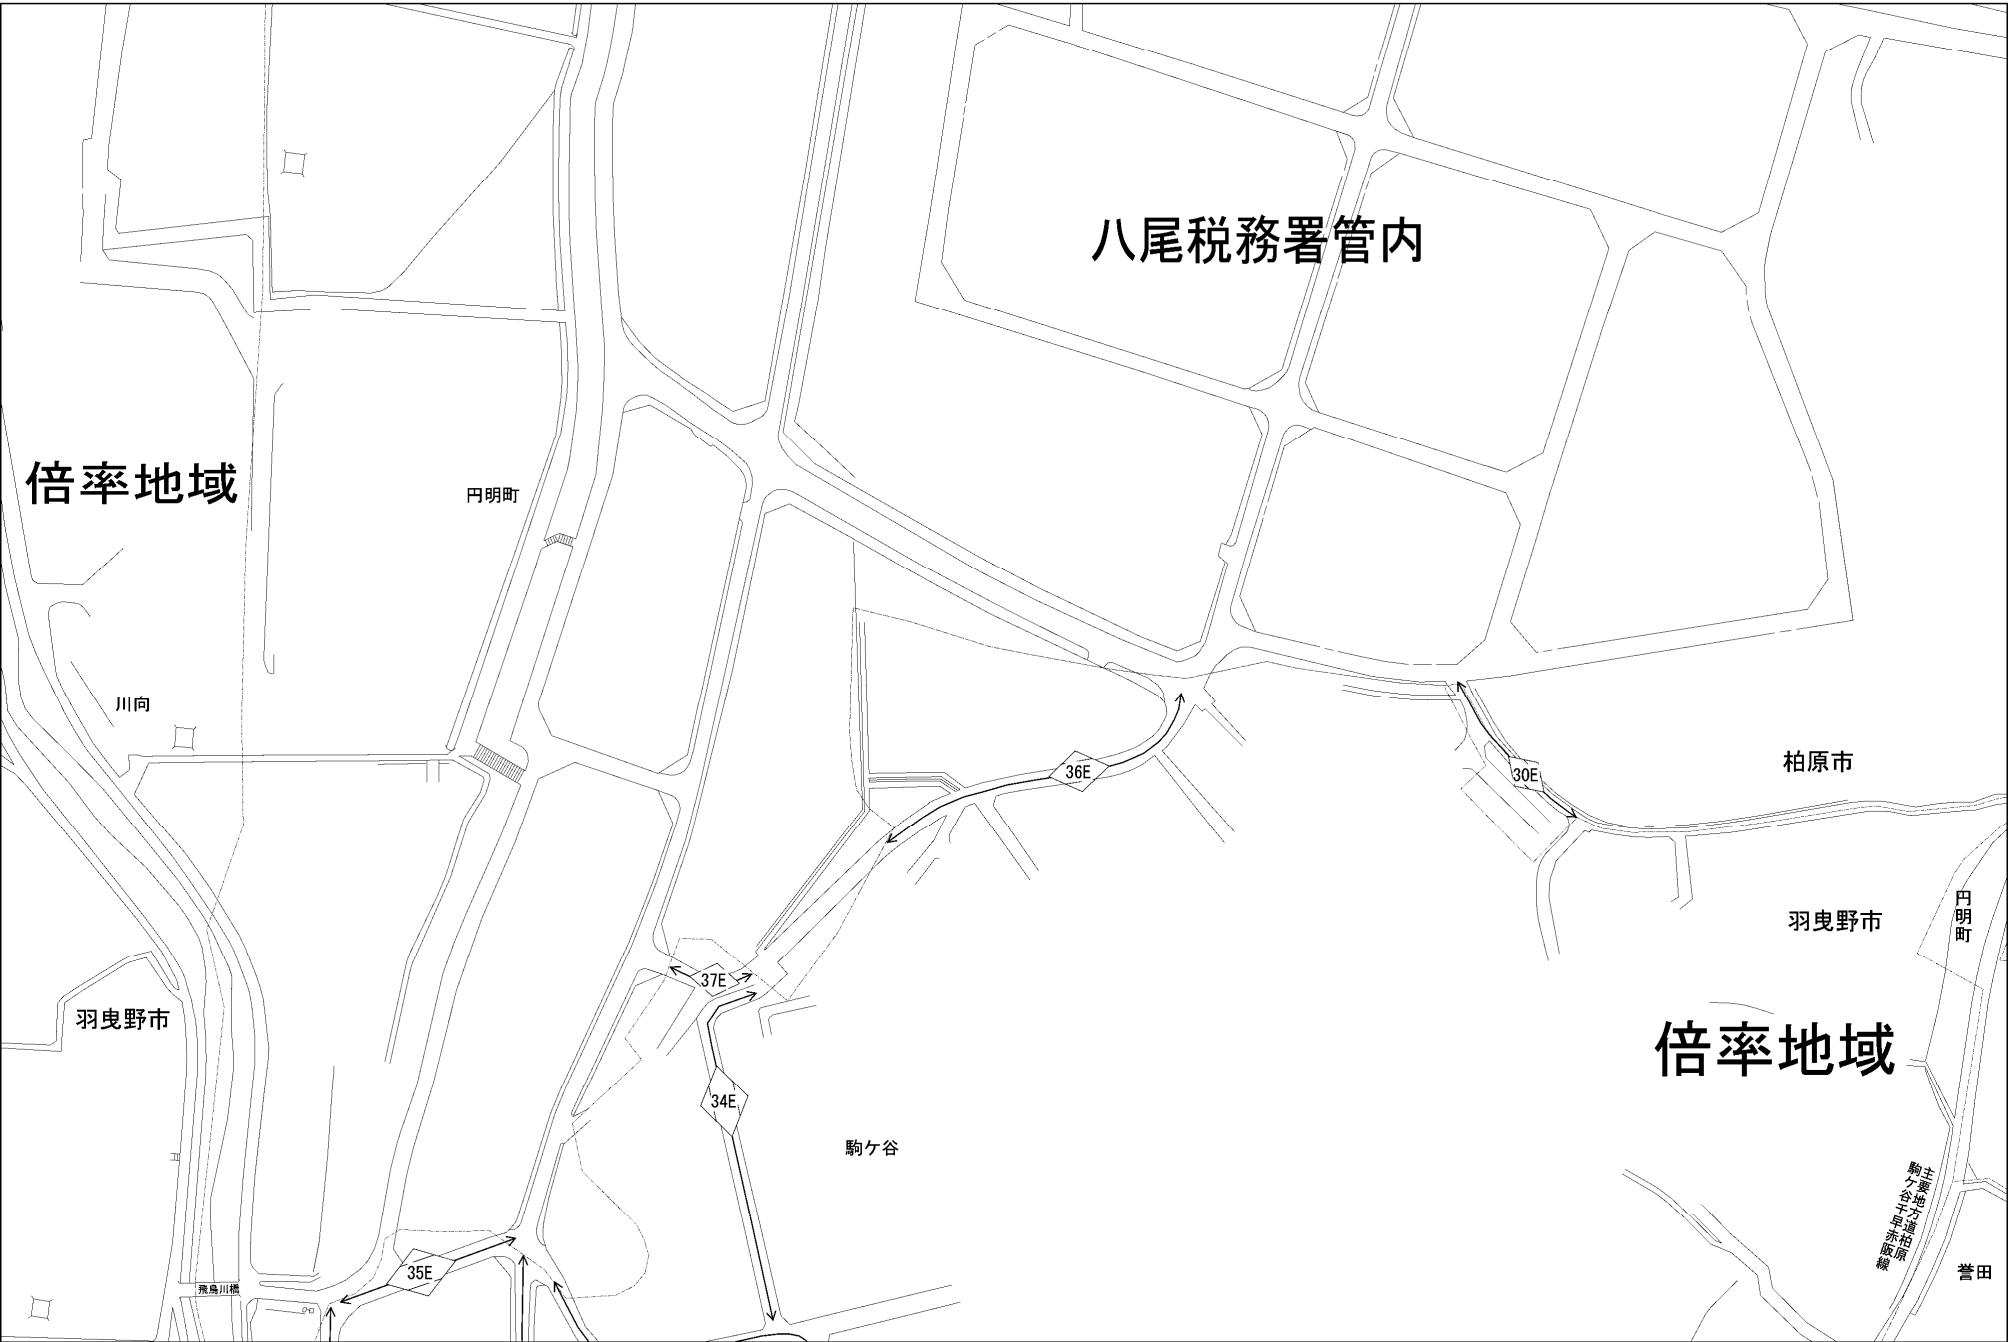 八尾税務署管内
倍率地域
円明町
川向
36E
30E
柏原市
円明町
羽曳野市
37E
羽曳野市
倍率地域
34E
駒ケ谷
主要地方道柏原
駒ケ谷千早赤阪線
35E
誉田
飛鳥川橋